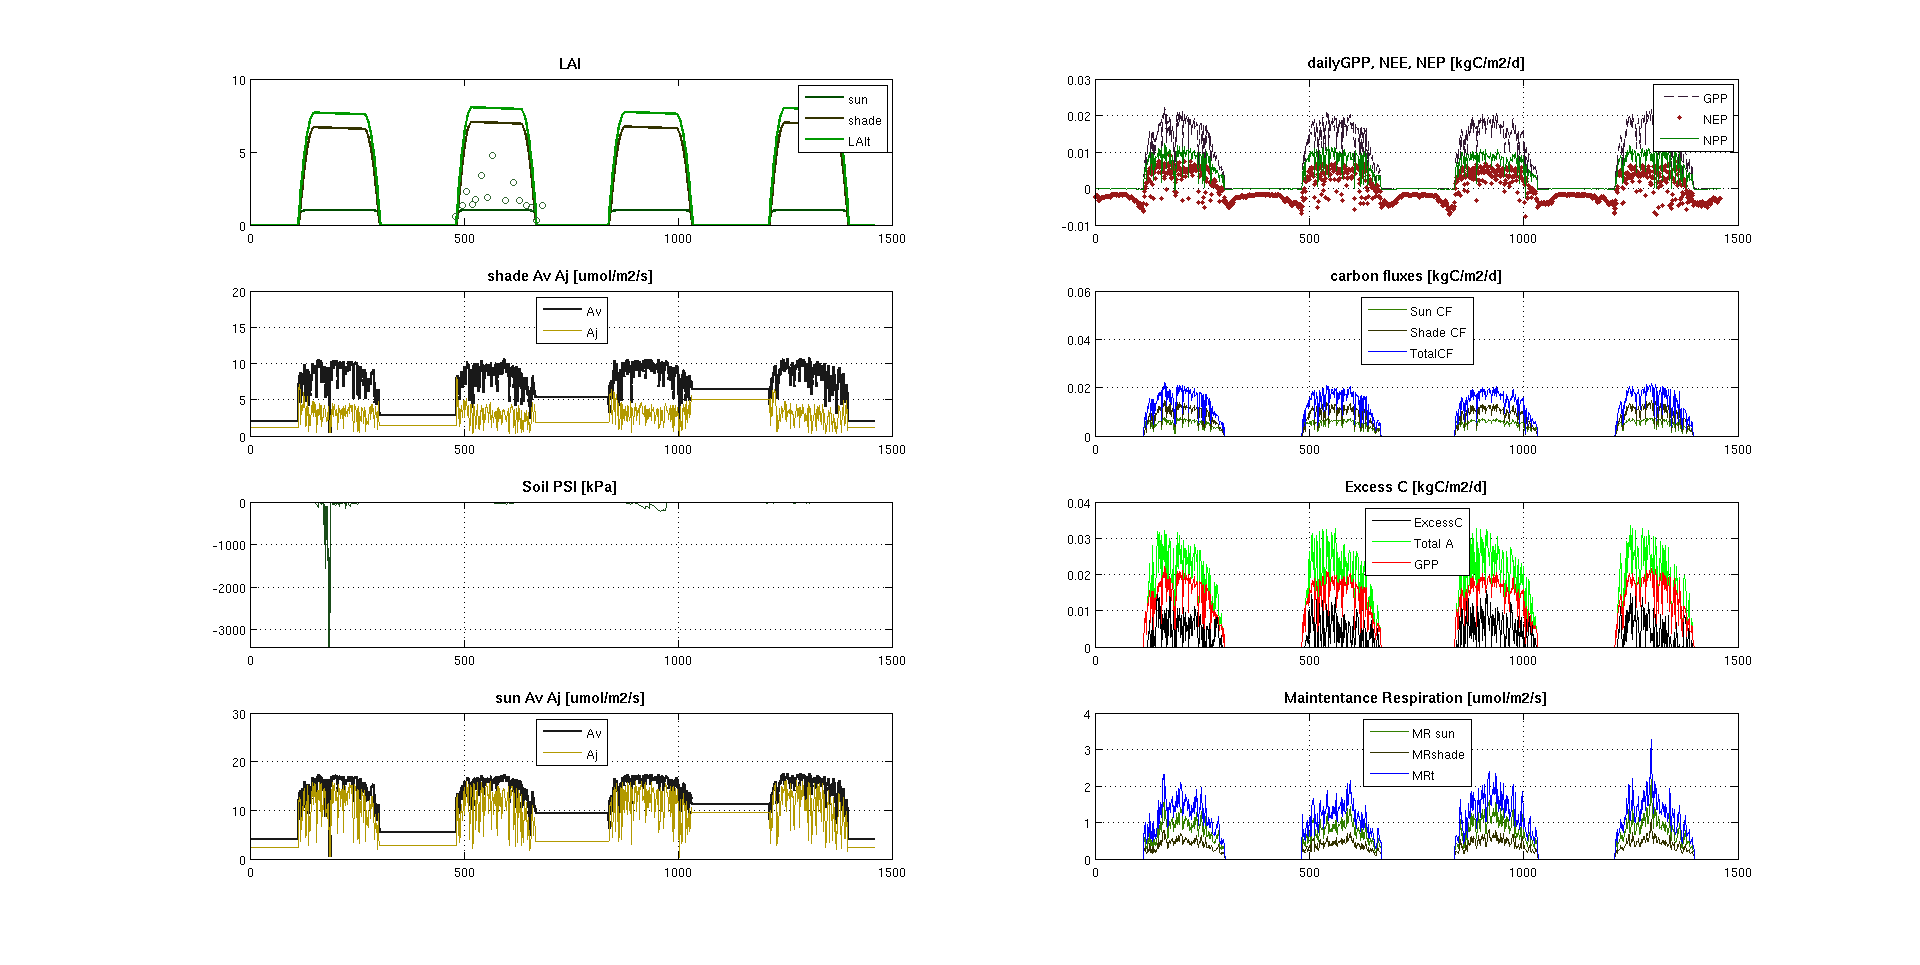 LAI
10
5
0
0
500
1000
1500
sun
shade
LAIt
dailyGPP, NEE, NEP [kgC/m2/d]
0.03
0.02
0.01
0
-0.01
0
500
1000
1500
GPP
NEP
NPP
shade Av Aj [umol/m2/s]
20
15
10
5
0
0
500
1000
1500
Av
Aj
carbon fluxes [kgC/m2/d]
0.06
0.04
0.02
0
0
500
1000
1500
Sun CF
Shade CF
TotalCF
Soil PSI [kPa]
0
-1000
-2000
-3000
0
500
1000
1500
Excess C [kgC/m2/d]
0.04
0.03
0.02
0.01
0
0
500
1000
1500
ExcessC
Total A
GPP
sun Av Aj [umol/m2/s]
30
20
10
0
0
500
1000
1500
Av
Aj
Maintentance Respiration [umol/m2/s]
4
3
2
1
0
0
500
1000
1500
MR sun
MRshade
MRt